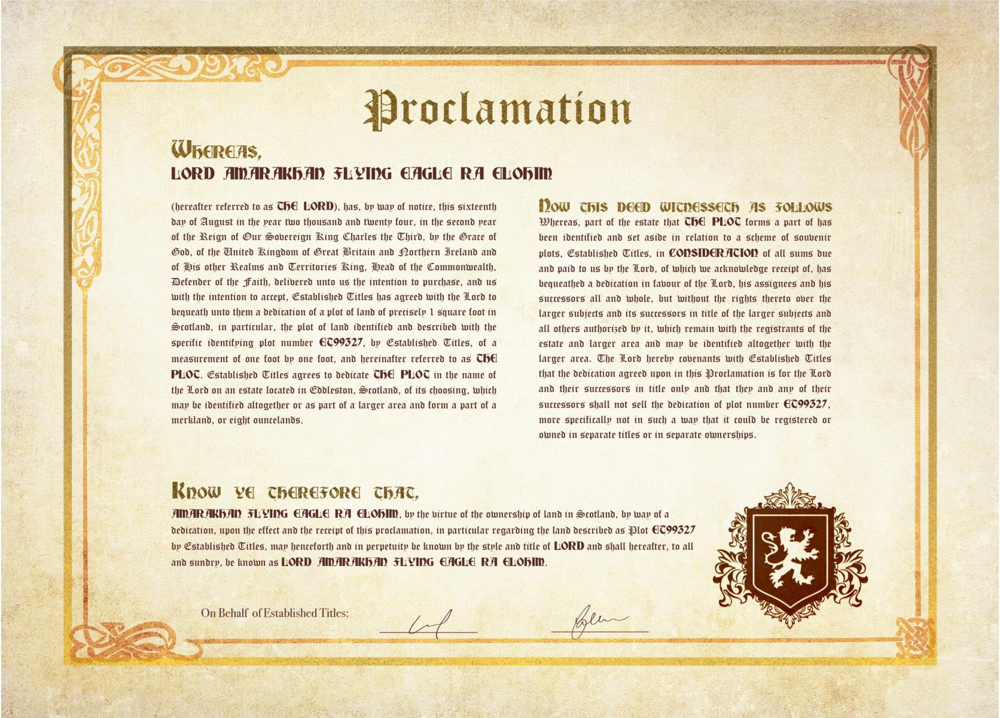 Proclamation
Whereas,
LORD AMARAKHAN FLYING EAGLE RA ELOHIM
(hereafter referred to as THE LORD), has, by way of notice, this sixteenth
day of August in the year two thousand and twenty four, in the second year
of the Reign of Our Sovereign King Charles the Third, by the Grace of
God, of the United Kingdom of Great Britain and Northern Ireland and
of His other Realms and Territories King, Head of the Commonwealth,
Defender of the Faith, delivered unto us the intention to purchase, and us
with the intention to accept, Established Titles has agreed with the Lord to
bequeath unto them a dedication of a plot of land of precisely 1 square foot in
Scotland, in particular, the plot of land identified and described with the
specific identifying plot number ET99327, by Established Titles, of a
measurement of one foot by one foot, and hereinafter referred to as THE
PLOT. Established Titles agrees to dedicate THE PLOT in the name of
the Lord on an estate located in Eddleston, Scotland, of its choosing, which
may be identified altogether or as part of a larger area and form a part of a
merkland, or eight ouncelands.
NOW THIS DEED WITNESSETH AS FOLLOWS
Whereas, part of the estate that THE PLOT forms a part of has
been identified and set aside in relation to a scheme of souvenir
plots, Established Titles, in CONSIDERATION of all sums due
and paid to us by the Lord, of which we acknowledge receipt of, has
bequeathed a dedication in favour of the Lord, his assignees and his
successors all and whole, but without the rights thereto over the
larger subjects and its successors in title of the larger subjects and
all others authorized by it, which remain with the registrants of the
estate and larger area and may be identified altogether with the
larger area. The Lord hereby covenants with Established Titles
that the dedication agreed upon in this Proclamation is for the Lord
and their successors in title only and that they and any of their
successors shall not sell the dedication of plot number ET99327,
more specifically not in such a way that it could be registered or
owned in separate titles or in separate ownerships.
KNOW YE THEREFORE THAT,
AMARAKHAN FLYING EAGLE RA ELOHIM, by the virtue of the ownership of land in Scotland, by way of a
dedication, upon the effect and the receipt of this proclamation, in particular regarding the land described as Plot ET99327
by Established Titles, may henceforth and in perpetuity be known by the style and title of LORD and shall hereafter, to all
and sundry, be known as LORD AMARAKHAN FLYING EAGLE RA ELOHIM.
On Behalf of Established Titles: